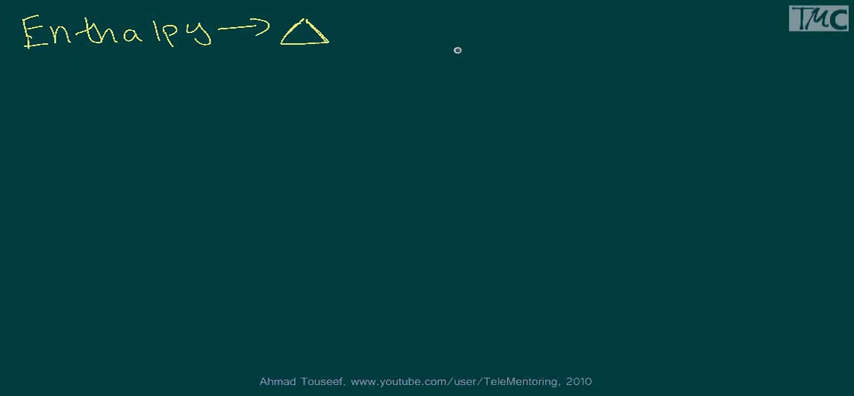 Enthalpy → △
TMC
Ahmad Touseef, www.youtube.com/user/TeleMentoring, 2010